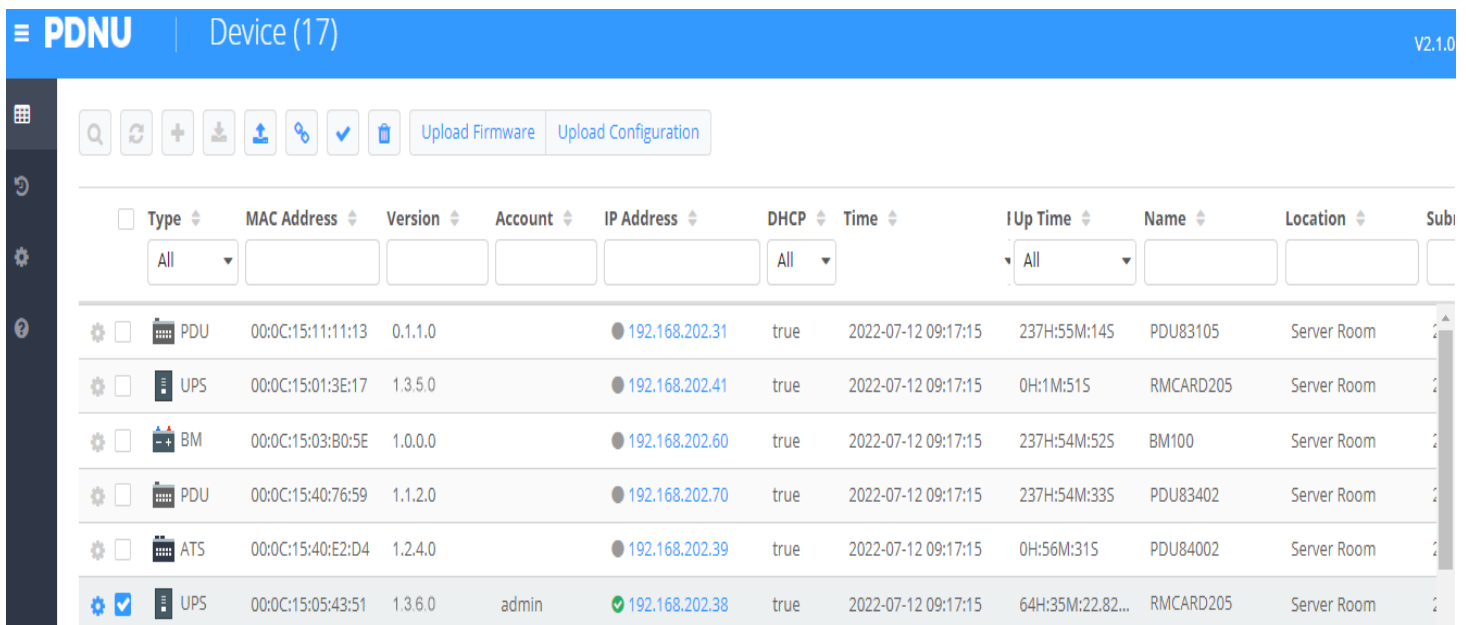 PDNU Device (17)
V2.1.0
Upload Firmware Upload Configuration
Type MAC Address Version Account IP Address DHCP Time Up Time Name Location
All All All
PDU 00:0C:15:11:11:13 0.1.1.0 192.168.202.31 true 2022-07-12 09:17:15 237H:55M:14S PDU83105 Server Room
UPS 00:0C:15:01:3E:17 1.3.5.0 192.168.202.41 true 2022-07-12 09:17:15 0H:1M:51S RMCARD205 Server Room
BM 00:0C:15:03:B0:5E 1.0.0.0 192.168.202.60 true 2022-07-12 09:17:15 237H:54M:52S BM100 Server Room
PDU 00:0C:15:40:76:59 1.1.2.0 192.168.202.70 true 2022-07-12 09:17:15 237H:54M:33S PDU83402 Server Room
ATS 00:0C:15:40:E2:D4 1.2.4.0 192.168.202.39 true 2022-07-12 09:17:15 0H:56M:31S PDU84002 Server Room
UPS 00:0C:15:05:43:51 1.3.6.0 admin 192.168.202.38 true 2022-07-12 09:17:15 64H:35M:22.82... RMCARD205 Server Room